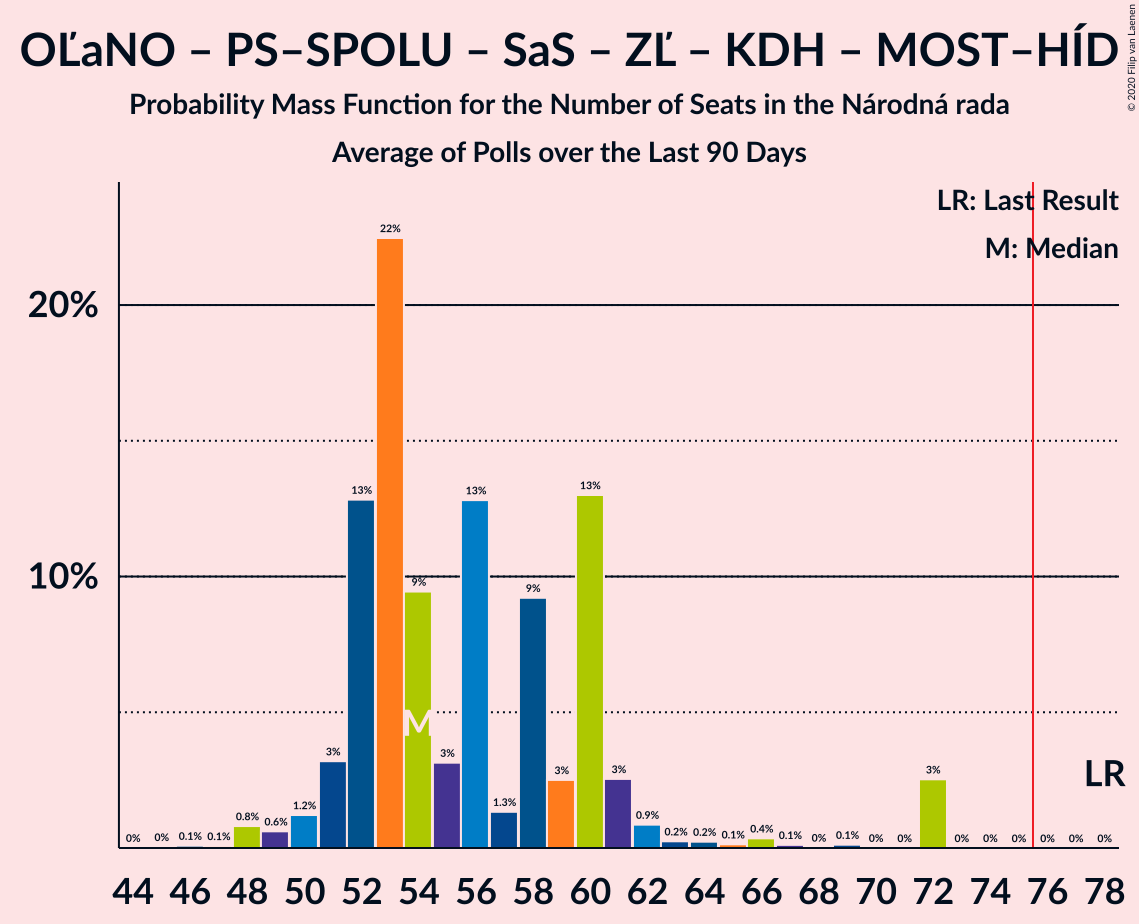 OĽaNO – PS–SPOLU – SaS – ZĽ – KDH – MOST–HÍD
Probability Mass Function for the Number of Seats in the Národná rada
Average of Polls over the Last 90 Days
© 2020 Filip van Laenen
LR: Last Result
M: Median
20%
10%
0% 0% 0.1% 0.1% 0.8% 0.6% 1.2% 3% 13% 22% 9% 3% 13% 1.3% 9% 3% 13% 3% 0.9% 0.2% 0.2% 0.1% 0.4% 0.1% 0% 0.1% 0% 0% 3% 0% 0% 0% 0% 0% 0%
M
LR
44 46 48 50 52 54 56 58 60 62 64 66 68 70 72 74 76 78